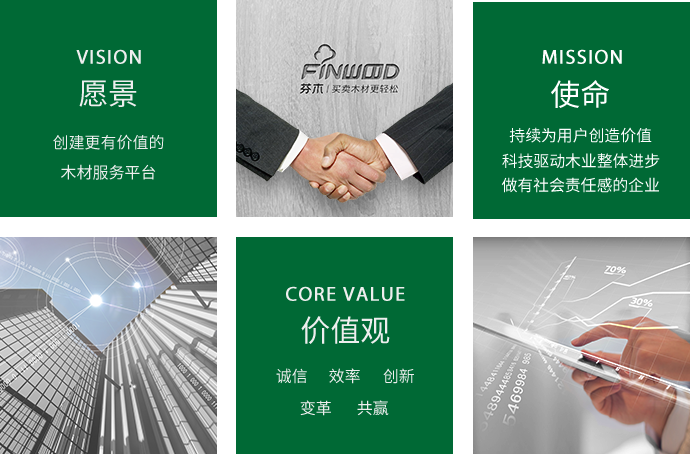 VISION
愿景
创建更有价值的
木材服务平台
FINWOOD
芬木 | 买卖木材更轻松
MISSION
使命
持续为用户创造价值
科技驱动木业整体进步
做有社会责任感的企业
CORE VALUE
价值观
诚信 效率 创新
变革 共赢
70%
30%